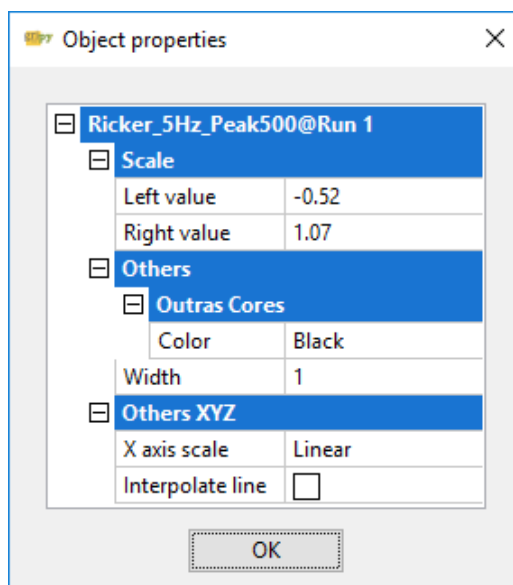 Object properties
Ricker_5Hz_Peak500@Run 1
Scale
Left value -0.52
Right value 1.07
Others
Outras Cores
Color Black
Width 1
Others XYZ
X axis scale Linear
Interpolate line
OK